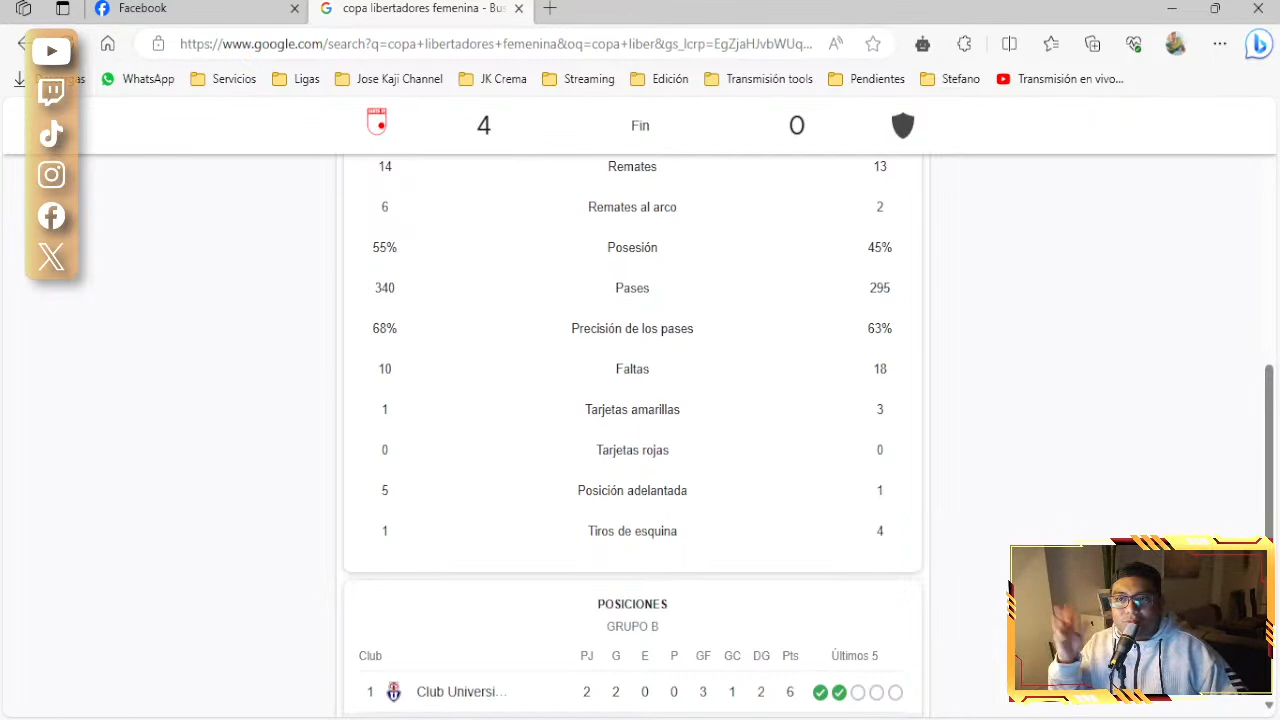 Facebook
copa libertadores femenina - Bus
https://www.google.com/search?q=copa+libertadores+femenina&oq=copa+liber&gs_lcrp=EgZjaHJvbWUq...
WhatsApp
Servicios
Ligas
Jose Kaji Channel
JK Crema
Streaming
Edición
Transmisión tools
Pendientes
Stefano
Transmisión en vivo...
4 Fin 0
14 Remates 13
6 Remates al arco 2
55% Posesión 45%
340 Pases 295
68% Precisión de los pases 63%
10 Faltas 18
1 Tarjetas amarillas 3
0 Tarjetas rojas 0
5 Posición adelantada 1
1 Tiros de esquina 4
POSICIONES
GRUPO B
Club PJ G E P GF GC DG Pts Últimos 5
1 Club Universi... 2 2 0 0 3 1 2 6